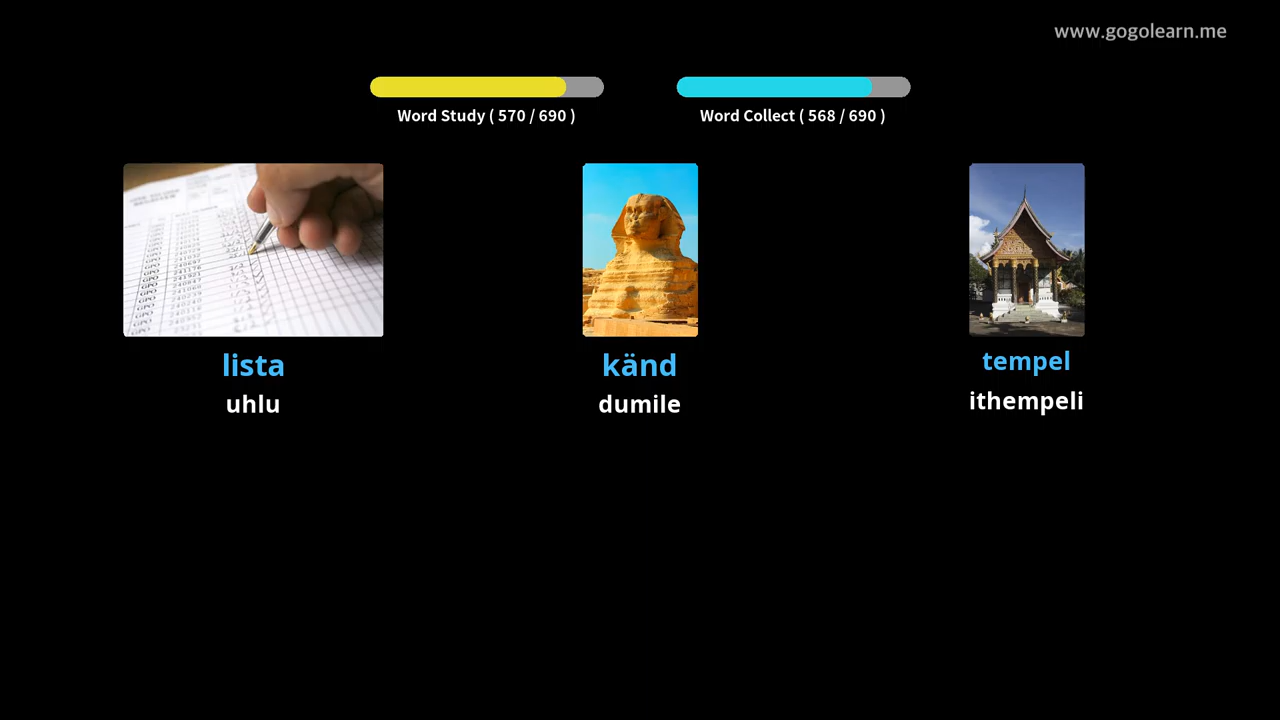 www.gogolearn.me
Word Study ( 570 / 690 )
Word Collect ( 568 / 690 )
lista
uhlu
känd
dumile
tempel
ithempeli